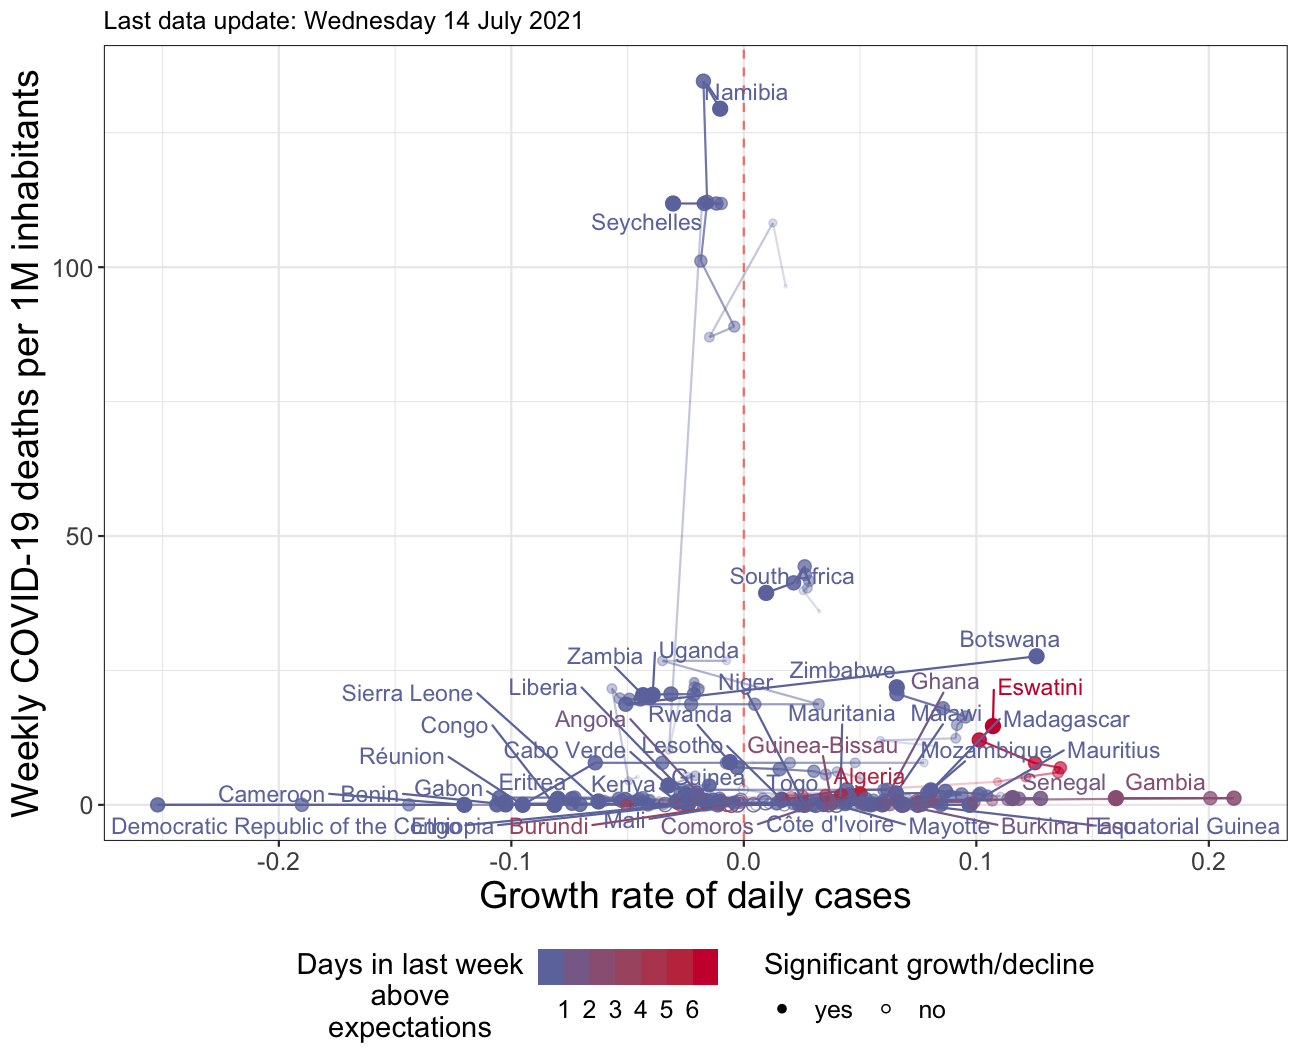 Last data update: Wednesday 14 July 2021
Weekly COVID-19 deaths per 1M inhabitants
100
50
0
Namibia
Seychelles
South Africa
Botswana
Zambia
Uganda
Zimbabwe
Niger
Ghana
Eswatini
Sierra Leone
Liberia
Angola
Rwanda
Mauritania
Malawi
Madagascar
Congo
Réunion
Cabo Verde
Lesotho
Guinea-Bissau
Mozambique
Mauritius
Cameroon
Benin
Gabon
Eritrea
Kenya
Guinea
Togo
Algeria
Senegal
Gambia
Democratic Republic of the Congo
Ethiopia
Burundi
Mali
Comoros
Côte d'Ivoire
Mayotte
Burkina Faso
Equatorial Guinea
-0.2
-0.1
0.0
0.1
0.2
Growth rate of daily cases
Days in last week
above
expectations
1 2 3 4 5 6
Significant growth/decline
yes
no